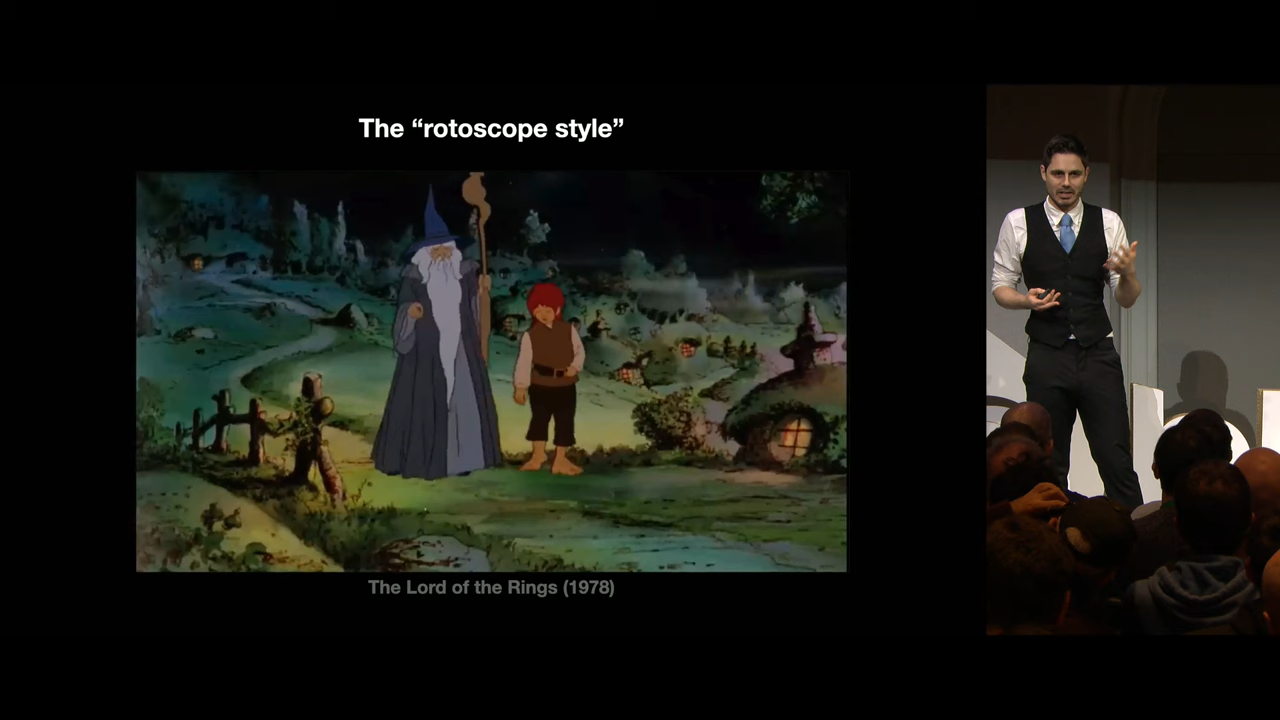 The “rotoscope style”
The Lord of the Rings (1978)